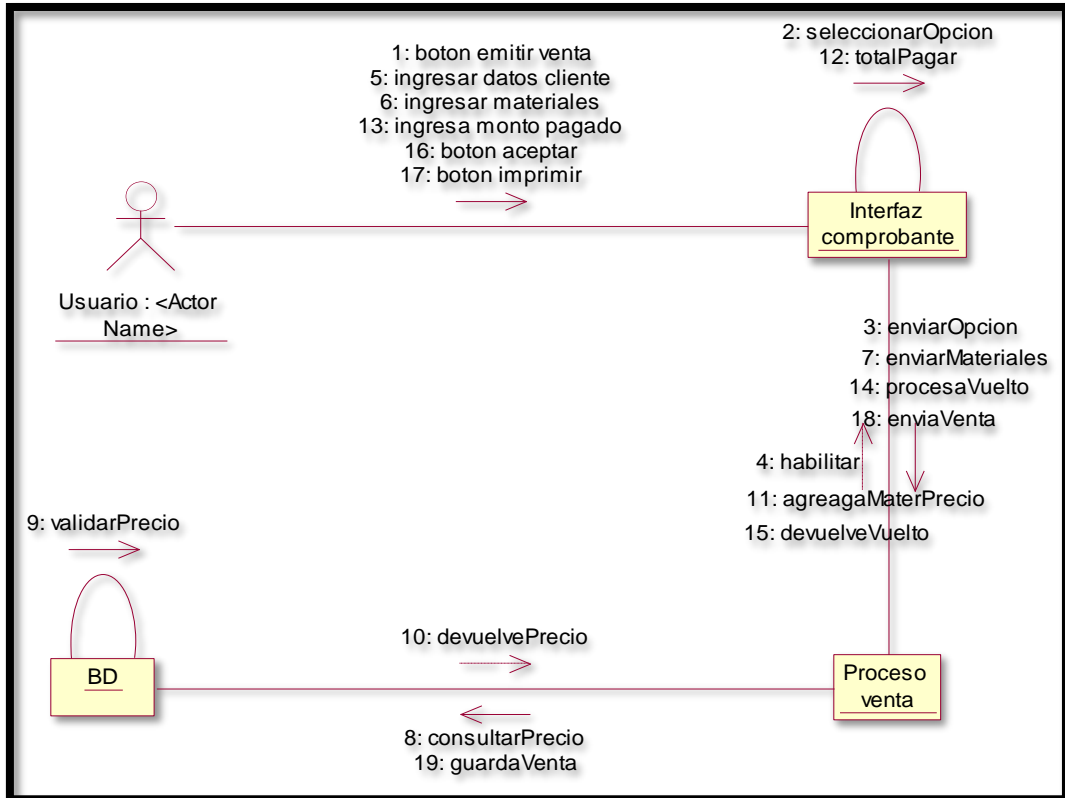 2: seleccionarOpcion
12: totalPagar
1: boton emitir venta
5: ingresar datos cliente
6: ingresar materiales
13: ingresa monto pagado
16: boton aceptar
17: boton imprimir
Interfaz
comprobante
Usuario : <Actor
Name>
3: enviarOpcion
7: enviarMateriales
14: procesaVuelto
18: enviaVenta
4: habilitar
11: agreagaMaterPrecio
15: devuelveVuelto
9: validarPrecio
10: devuelvePrecio
BD
Proceso
venta
8: consultarPrecio
19: guardaVenta